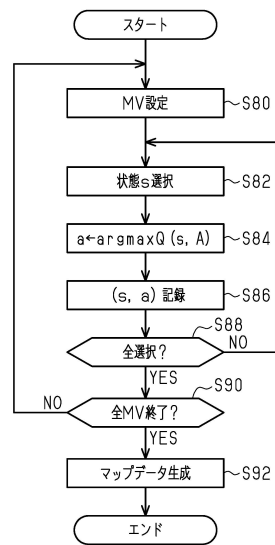 スタート
MV設定
S80
状態s選択
S82
a←argmaxQ(s, A)
S84
(s, a)記録
S86
S88
全選択?
NO
YES
S90
NO
全MV終了?
YES
マップデータ生成
S92
エンド